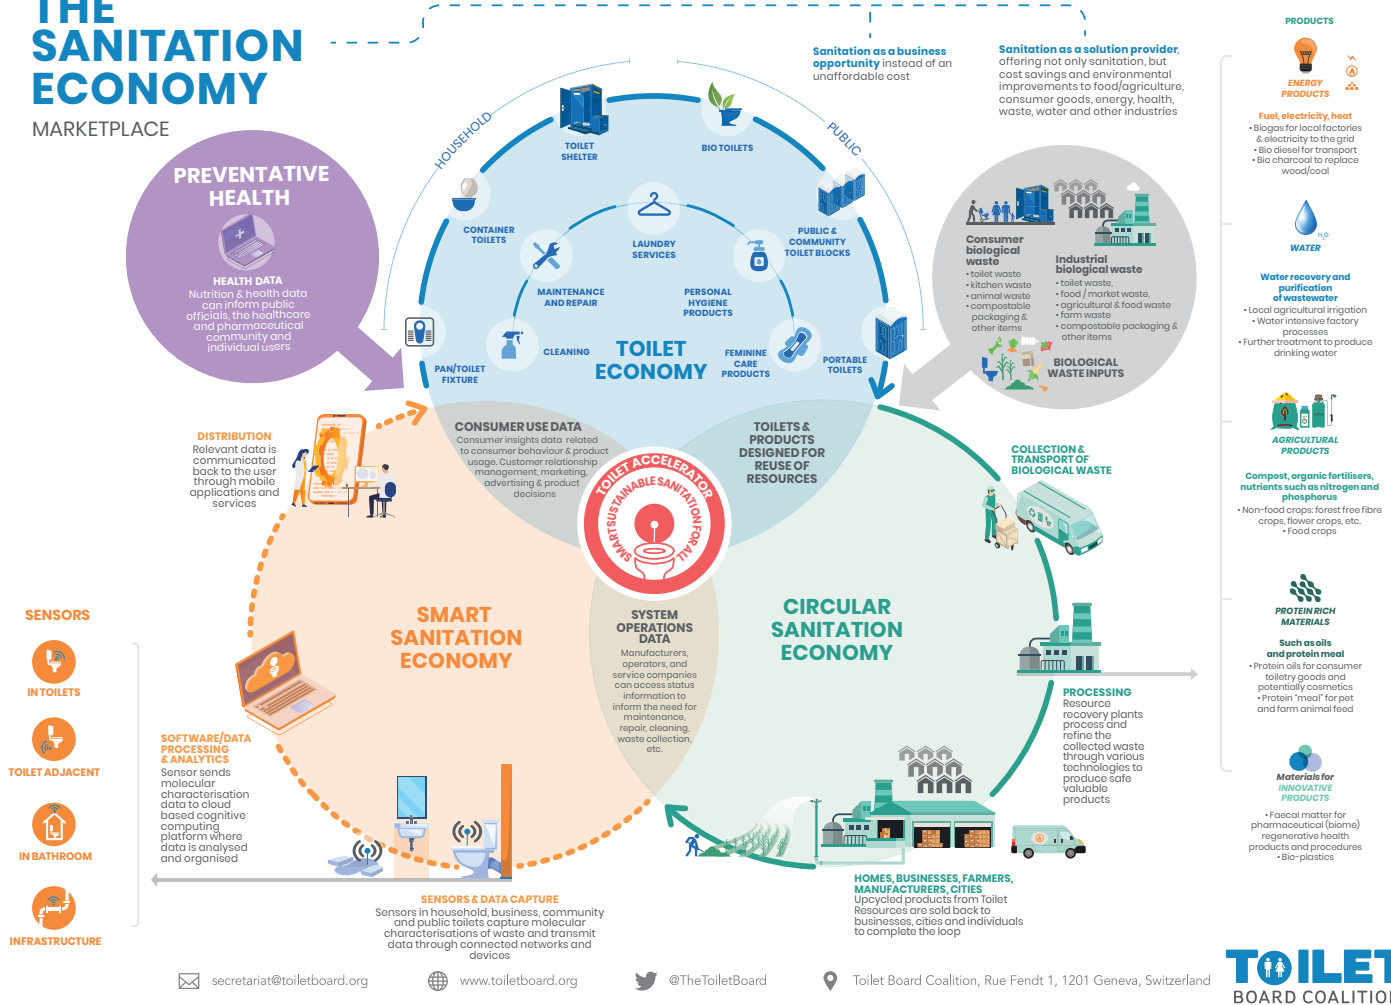 THE
SANITATION
ECONOMY
MARKETPLACE
Sanitation as a business
opportunity instead of an
unaffordable cost
Sanitation as a solution provider,
offering not only sanitation, but
cost savings and environmental
improvements to food/agriculture,
consumer goods, energy, health,
waste, water and other industries
PREVENTATIVE
HEALTH
HEALTH DATA
Nutrition & health data
can inform public
officials, the healthcare
and pharmaceutical
community and
individual users
HOUSEHOLD
PUBLIC
TOILET
SHELTER
BIO TOILETS
CONTAINER
TOILETS
PUBLIC &
COMMUNITY
TOILET BLOCKS
LAUNDRY
SERVICES
MAINTENANCE
AND REPAIR
PERSONAL
HYGIENE
PRODUCTS
CLEANING
FEMININE
CARE
PRODUCTS
PAN/TOILET
FIXTURE
PORTABLE
TOILETS
TOILET
ECONOMY
Consumer
biological
waste
• toilet waste
• kitchen waste
• animal waste
• compostable
packaging &
other items
Industrial
biological waste
• toilet waste,
• food / market waste,
• agricultural & food waste
• farm waste
• compostable packaging &
other items
BIOLOGICAL
WASTE INPUTS
CONSUMER USE DATA
Consumer insights data related
to consumer behaviour & product
usage. Customer relationship
management, marketing,
advertising & product
decisions
TOILETS &
PRODUCTS
DESIGNED FOR
REUSE OF
RESOURCES
TOILET ACCELERATOR
SMART SUSTAINABLE SANITATION FOR ALL
SYSTEM
OPERATIONS
DATA
Manufacturers,
operators, and
service companies
can access status
information to
inform the need for
maintenance,
repair, cleaning,
waste collection,
etc.
DISTRIBUTION
Relevant data is
communicated
back to the user
through mobile
applications and
services
SMART
SANITATION
ECONOMY
CIRCULAR
SANITATION
ECONOMY
COLLECTION &
TRANSPORT OF
BIOLOGICAL WASTE
PROCESSING
Resource
recovery plants
process and
refine the
collected waste
through various
technologies to
produce safe
valuable
products
HOMES, BUSINESSES, FARMERS,
MANUFACTURERS, CITIES
Upcycled products from Toilet
Resources are sold back to
businesses, cities and individuals
to complete the loop
SENSORS & DATA CAPTURE
Sensors in household, business, community
and public toilets capture molecular
characterisations of waste and transmit
data through connected networks and
devices
SOFTWARE/DATA
PROCESSING
& ANALYTICS
Sensor sends
molecular
characterisation
data to cloud
based cognitive
computing
platform where
data is analysed
and organised
SENSORS
IN TOILETS
TOILET ADJACENT
IN BATHROOM
INFRASTRUCTURE
PRODUCTS
ENERGY
PRODUCTS
Fuel, electricity, heat
• Biogas for local factories
& electricity to the grid
• Bio diesel for transport
• Bio charcoal to replace
wood/coal
H₂O
WATER
Water recovery and
purification
of wastewater
• Local agricultural irrigation
• Water intensive factory
processes
• Further treatment to produce
drinking water
AGRICULTURAL
PRODUCTS
Compost, organic fertilisers,
nutrients such as nitrogen and
phosphorus
• Non-food crops: forest free fibre
crops, flower crops, etc.
• Food crops
PROTEIN RICH
MATERIALS
Such as oils
and protein meal
• Protein oils for consumer
toiletry goods and
potentially cosmetics
• Protein "meal" for pet
and farm animal feed
Materials for
INNOVATIVE
PRODUCTS
• Faecal matter for
pharmaceutical (biome)
regenerative health
products and procedures
• Bio-plastics
secretariat@toiletboard.org
www.toiletboard.org
@TheToiletBoard
Toilet Board Coalition, Rue Fendt 1, 1201 Geneva, Switzerland
TOILET
BOARD COALITION